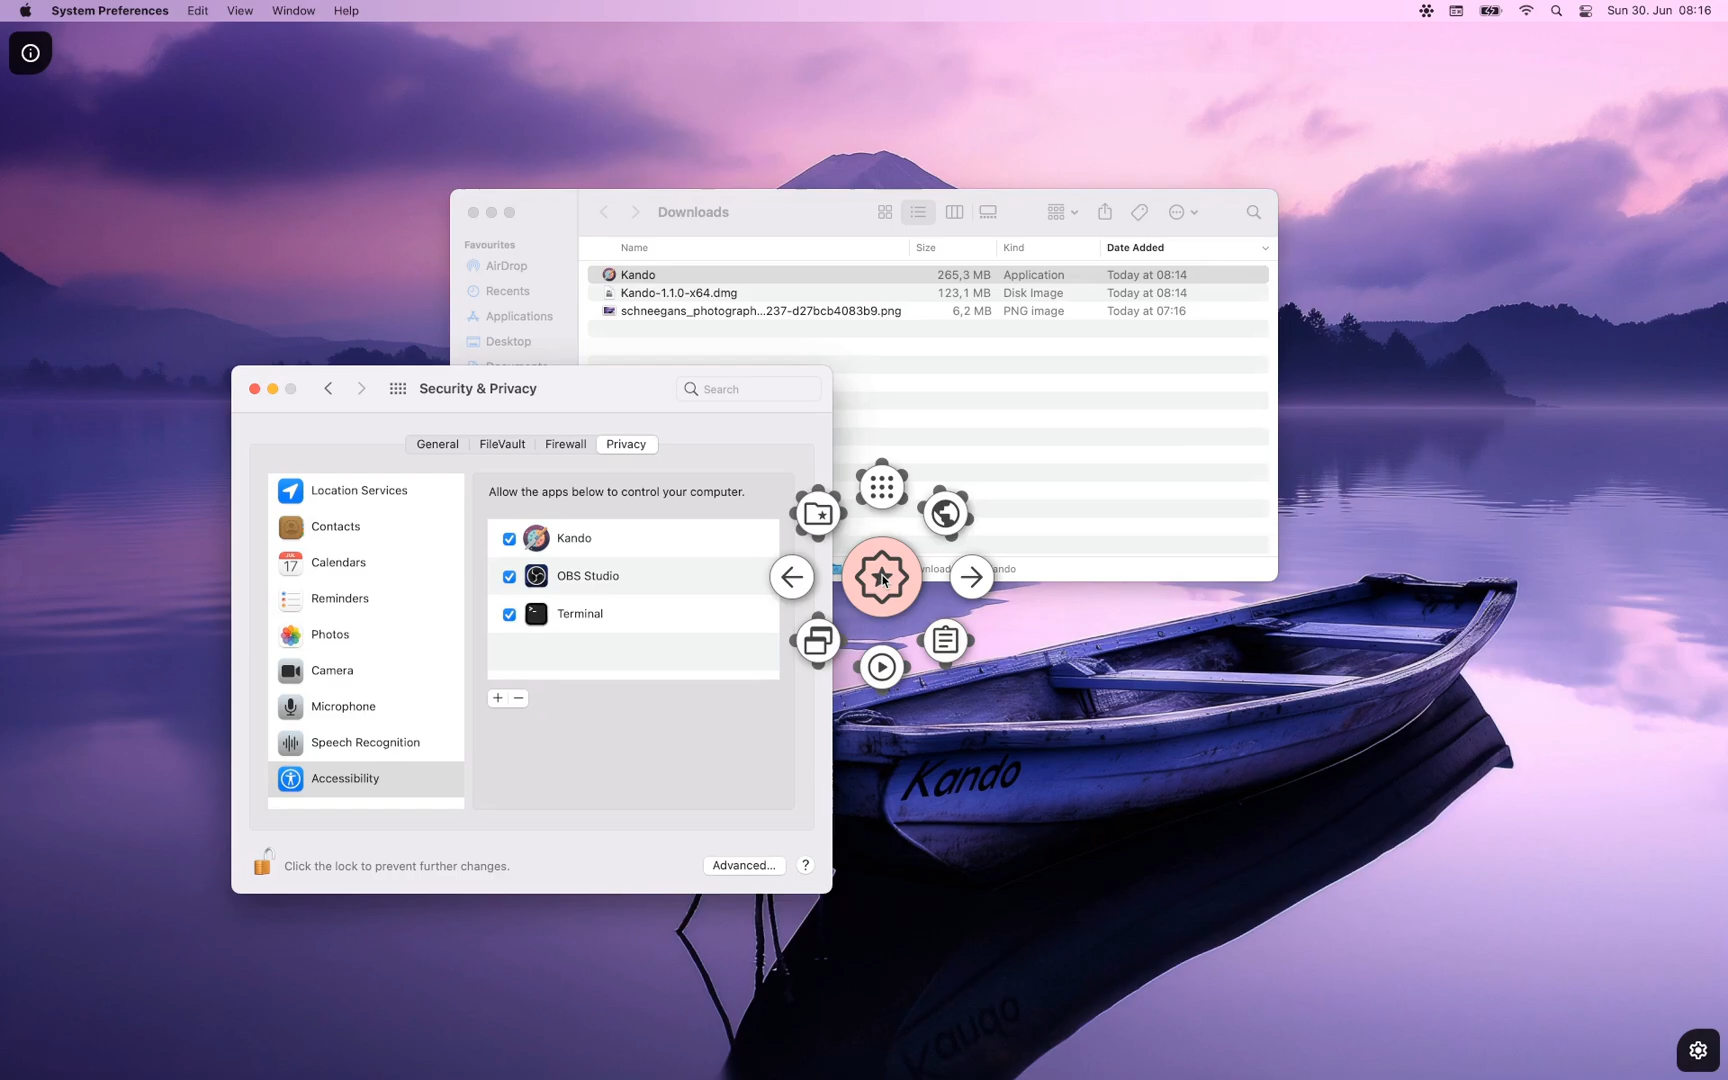 System Preferences Edit View Window Help
Sun 30. Jun 08:16
Downloads
Favourites
AirDrop
Recents
Applications
Desktop
Name Size Kind Date Added
Kando 265,3 MB Application Today at 08:14
Kando-1.1.0-x64.dmg 123,1 MB Disk Image Today at 08:14
schneegans_photograph...237-d27bcb4083b9.png 6,2 MB PNG image Today at 07:16
Security & Privacy
Search
General FileVault Firewall Privacy
Location Services
Contacts
17
Calendars
Reminders
Photos
Camera
Microphone
Speech Recognition
Accessibility
Allow the apps below to control your computer.
Kando
OBS Studio
Terminal
+ −
Click the lock to prevent further changes.
Advanced... ?
Kando